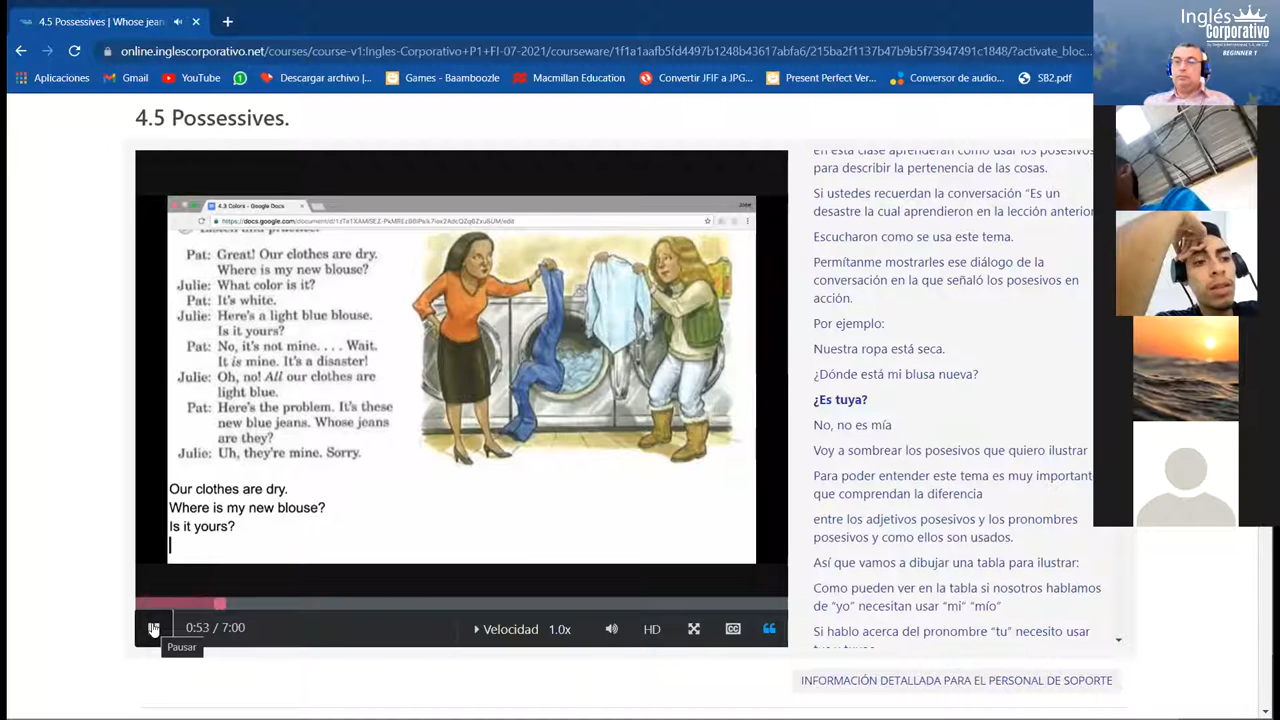 4.5 Possessives | Whose jean
online.inglescorporativo.net/courses/course-v1:Ingles-Corporativo+P1+FI-07-2021/courseware/1f1a1aafb5fd4497b1248b43617abfa6/215ba2f1137b47b9b5f73947491c1848/?activate_bloc...
Aplicaciones
Gmail
YouTube
Descargar archivo |...
Games - Baamboozle
Macmillan Education
Convertir JFIF a JPG...
Present Perfect Ver...
Conversor de audio...
SB2.pdf
Inglés
Corporativo
BEGINNER 1
4.5 Possessives.
4.3 Colors - Google Docs
Pat: Great! Our clothes are dry.
Where is my new blouse?
Julie: What color is it?
Pat: It's white.
Julie: Here's a light blue blouse.
Is it yours?
Pat: No, it's not mine. . . . Wait.
It is mine. It's a disaster!
Julie: Oh, no! All our clothes are
light blue.
Pat: Here's the problem. It's these
new blue jeans. Whose jeans
are they?
Julie: Uh, they're mine. Sorry.
Our clothes are dry.
Where is my new blouse?
Is it yours?
0:53 / 7:00
Velocidad 1.0x
HD
Pausar
en esta clase aprenderán cómo usar los posesivos
para describir la pertenencia de las cosas.
Si ustedes recuerdan la conversación "Es un
desastre la cual aprendieron en la lección anterior
Escucharon como se usa este tema.
Permítanme mostrarles ese diálogo de la
conversación en la que señaló los posesivos en
acción.
Por ejemplo:
Nuestra ropa está seca.
¿Dónde está mi blusa nueva?
¿Es tuya?
No, no es mía
Voy a sombrear los posesivos que quiero ilustrar
Para poder entender este tema es muy important
que comprendan la diferencia
entre los adjetivos posesivos y los pronombres
posesivos y como ellos son usados.
Así que vamos a dibujar una tabla para ilustrar:
Como pueden ver en la tabla si nosotros hablamos
de "yo" necesitan usar "mi" "mío"
Si hablo acerca del pronombre "tu" necesito usar
INFORMACIÓN DETALLADA PARA EL PERSONAL DE SOPORTE